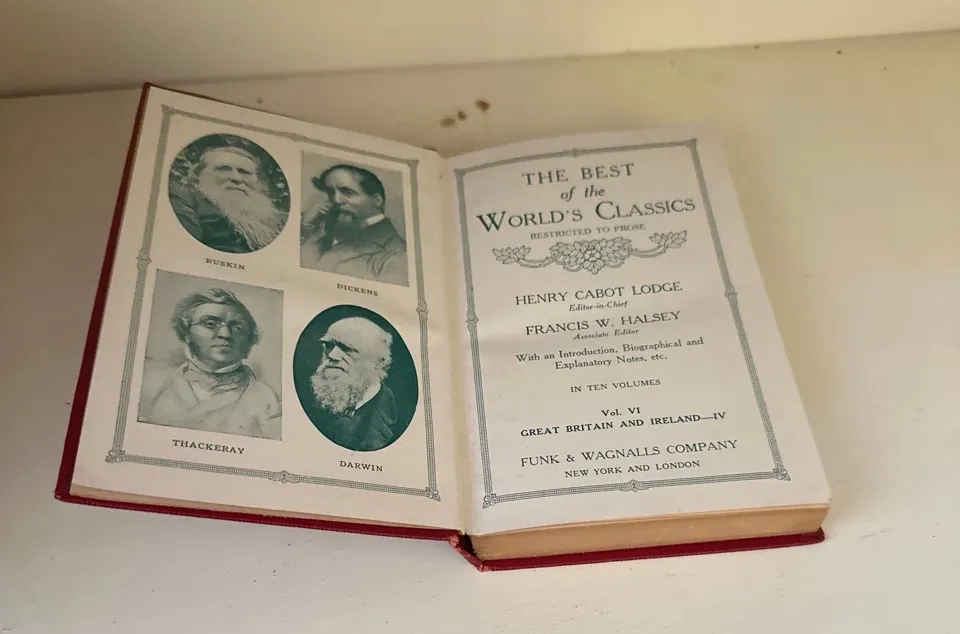 RUSKIN
DICKENS
THACKERAY
DARWIN
THE BEST
of the
WORLD'S CLASSICS
RESTRICTED TO PROSE
HENRY CABOT LODGE
Editor-in-Chief
FRANCIS W. HALSEY
Associate Editor
With an Introduction, Biographical and
Explanatory Notes, etc.
IN TEN VOLUMES
Vol. VI
GREAT BRITAIN AND IRELAND—IV
FUNK & WAGNALLS COMPANY
NEW YORK AND LONDON